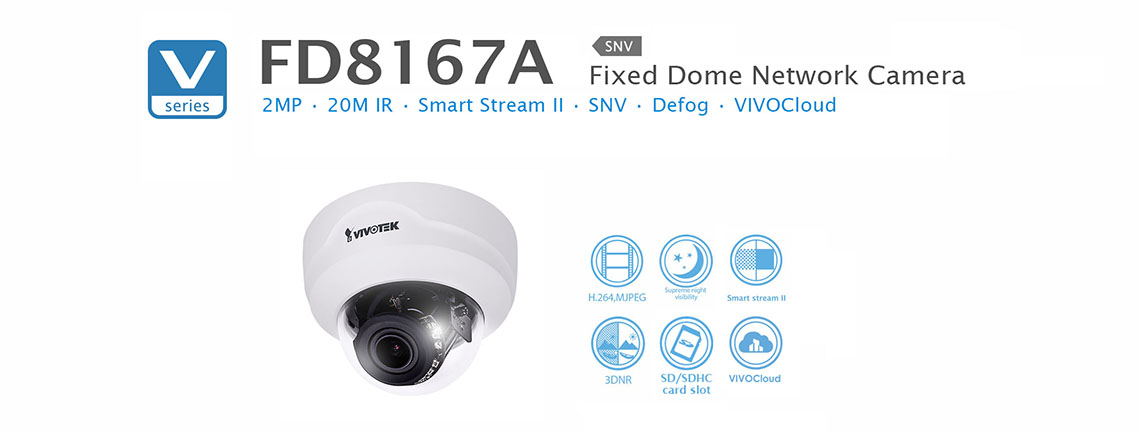 V
series
FD8167A
SNV
Fixed Dome Network Camera
2MP · 20M IR · Smart Stream II · SNV · Defog · VIVOCloud
VIVOTEK
H.264,MJPEG
Supreme night
visibility
Smart stream II
3DNR
SD/SDHC
card slot
VIVOCloud